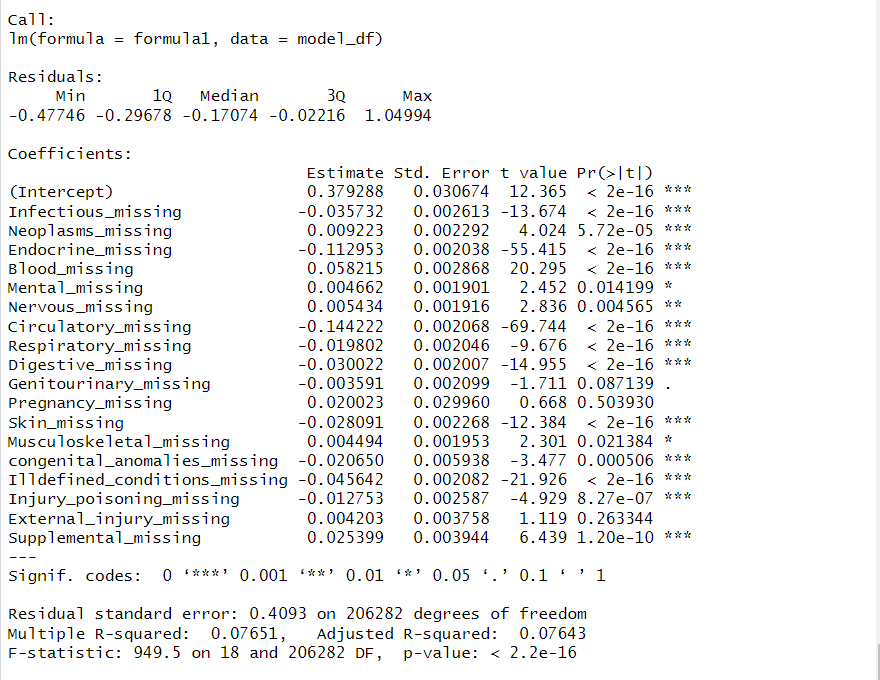 Call:
lm(formula = formula1, data = model_df)
Residuals:
     Min       1Q   Median       3Q      Max
-0.47746 -0.29678 -0.17074 -0.02216  1.04994
Coefficients:
                               Estimate Std. Error t value Pr(>|t|)
(Intercept)                    0.379288   0.030674  12.365  < 2e-16 ***
Infectious_missing            -0.035732   0.002613 -13.674  < 2e-16 ***
Neoplasms_missing              0.009223   0.002292   4.024 5.72e-05 ***
Endocrine_missing             -0.112953   0.002038 -55.415  < 2e-16 ***
Blood_missing                  0.058215   0.002868  20.295  < 2e-16 ***
Mental_missing                 0.004662   0.001901   2.452 0.014199 *
Nervous_missing                0.005434   0.001916   2.836 0.004565 **
Circulatory_missing           -0.144222   0.002068 -69.744  < 2e-16 ***
Respiratory_missing           -0.019802   0.002046  -9.676  < 2e-16 ***
Digestive_missing             -0.030022   0.002007 -14.955  < 2e-16 ***
Genitourinary_missing         -0.003591   0.002099  -1.711 0.087139 .
Pregnancy_missing              0.020023   0.029960   0.668 0.503930
Skin_missing                  -0.028091   0.002268 -12.384  < 2e-16 ***
Musculoskeletal_missing        0.004494   0.001953   2.301 0.021384 *
congenital_anomalies_missing  -0.020650   0.005938  -3.477 0.000506 ***
Illdefined_conditions_missing -0.045642   0.002082 -21.926  < 2e-16 ***
Injury_poisoning_missing      -0.012753   0.002587  -4.929 8.27e-07 ***
External_injury_missing        0.004203   0.003758   1.119 0.263344
Supplemental_missing           0.025399   0.003944   6.439 1.20e-10 ***
---
Signif. codes:  0 ‘***’ 0.001 ‘**’ 0.01 ‘*’ 0.05 ‘.’ 0.1 ‘ ’ 1
Residual standard error: 0.4093 on 206282 degrees of freedom
Multiple R-squared:  0.07651,   Adjusted R-squared:  0.07643
F-statistic: 949.5 on 18 and 206282 DF,  p-value: < 2.2e-16